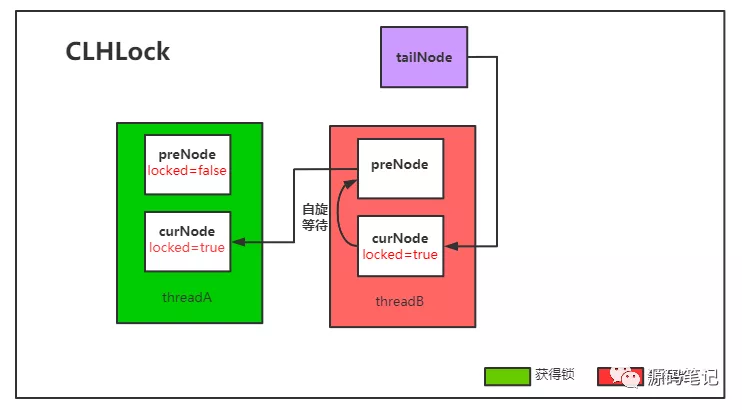 CLHLock
tailNode
preNode
locked=false
preNode
自旋
等待
curNode
locked=true
curNode
locked=true
threadA
threadB
获得锁
源码笔记